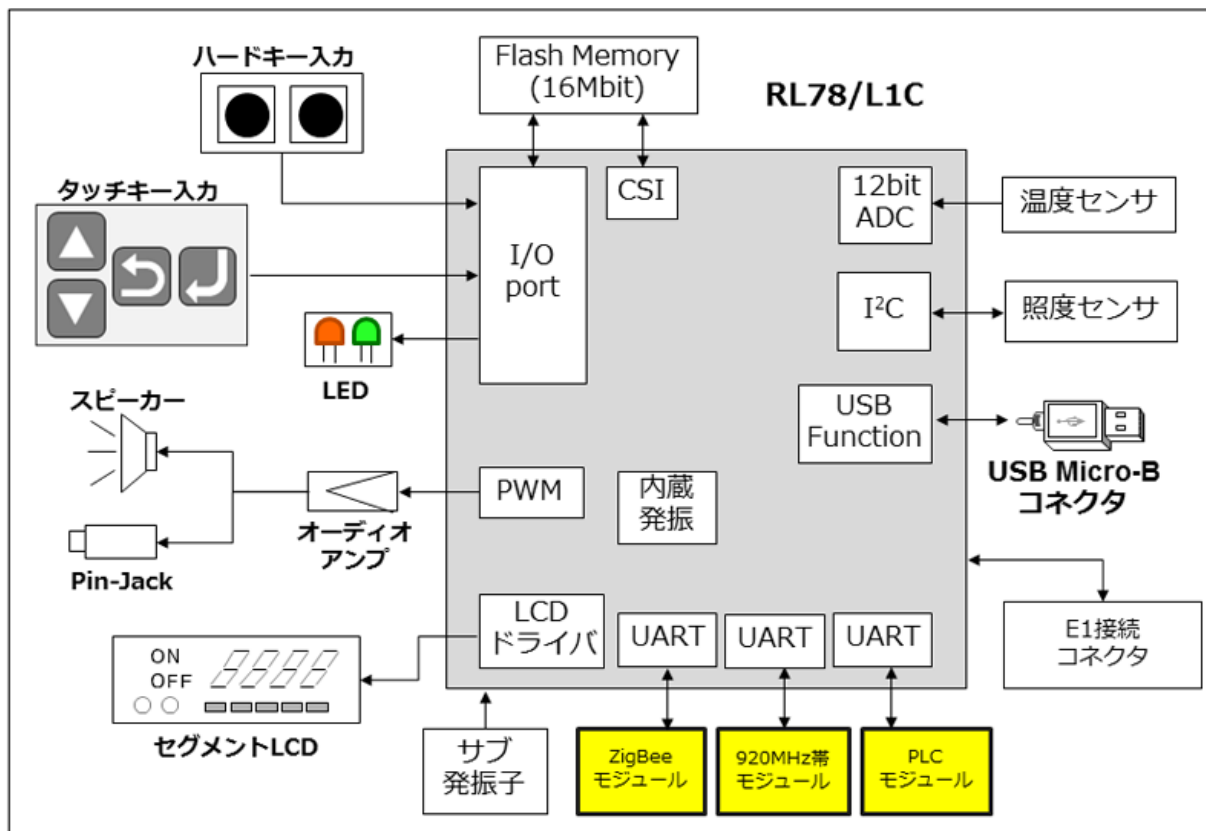 ハードキー入力
Flash Memory
(16Mbit)
RL78/L1C
タッチキー入力
I/O
port
CSI
12bit
ADC
温度センサ
I²C
照度センサ
LED
USB
Function
USB Micro-B
コネクタ
スピーカー
PWM
内蔵
発振
オーディオ
アンプ
Pin-Jack
LCD
ドライバ
UART
UART
UART
E1接続
コネクタ
ON
OFF
セグメントLCD
サブ
発振子
ZigBee
モジュール
920MHz帯
モジュール
PLC
モジュール